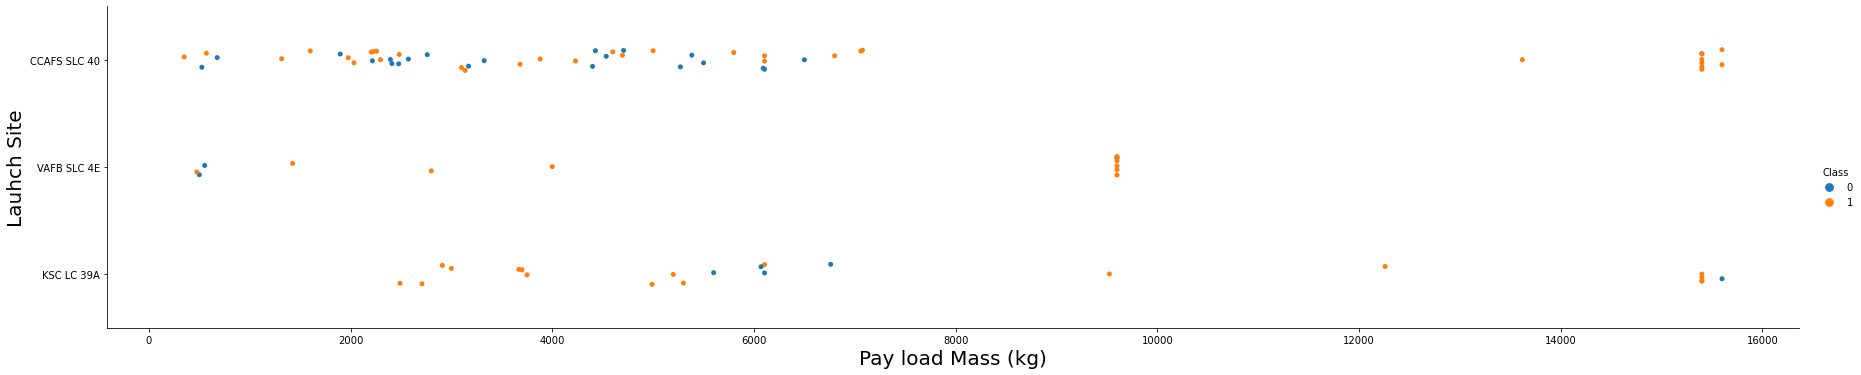 Lauhch Site
CCAFS SLC 40
VAFB SLC 4E
KSC LC 39A
0 2000 4000 6000 8000 10000 12000 14000 16000
Pay load Mass (kg)
Class
0
1